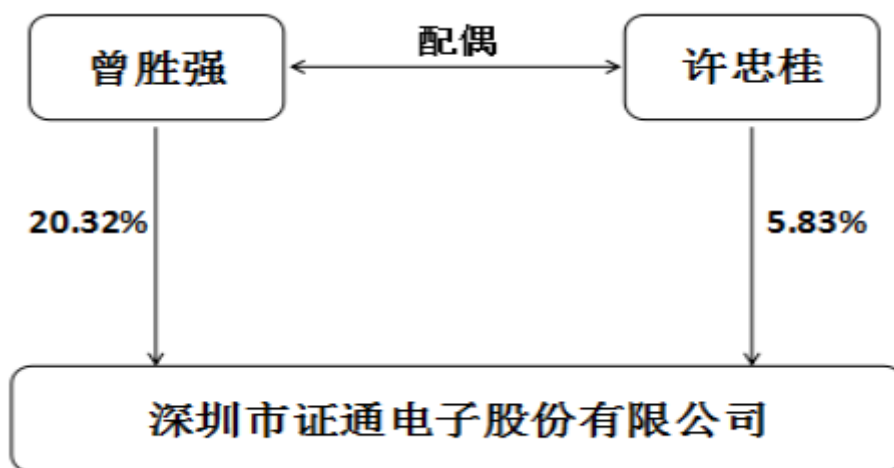 配偶
曾胜强
许忠桂
20.32%
5.83%
深圳市证通电子股份有限公司